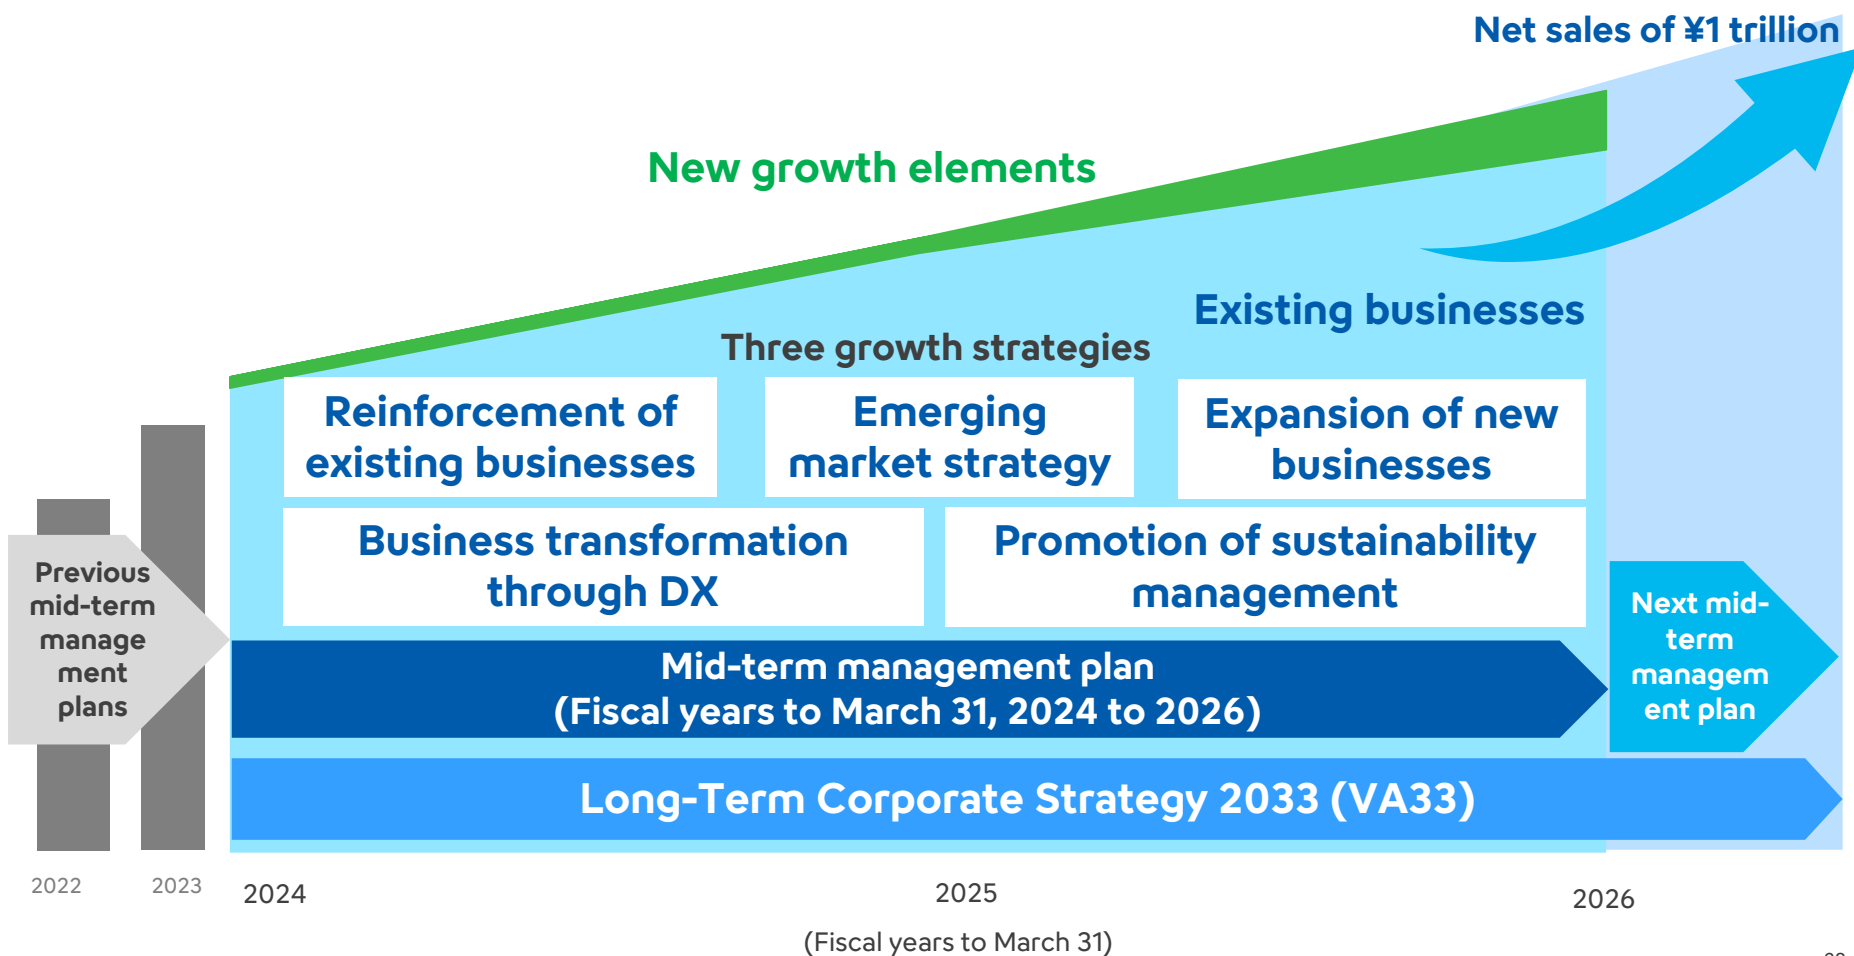 Net sales of ¥1 trillion
New growth elements
Existing businesses
Three growth strategies
Reinforcement of
existing businesses
Emerging
market strategy
Expansion of new
businesses
Business transformation
through DX
Promotion of sustainability
management
Previous
mid-term
manage
ment
plans
Mid-term management plan
(Fiscal years to March 31, 2024 to 2026)
Next mid-
term
managem
ent plan
Long-Term Corporate Strategy 2033 (VA33)
2022
2023
2024
2025
2026
(Fiscal years to March 31)